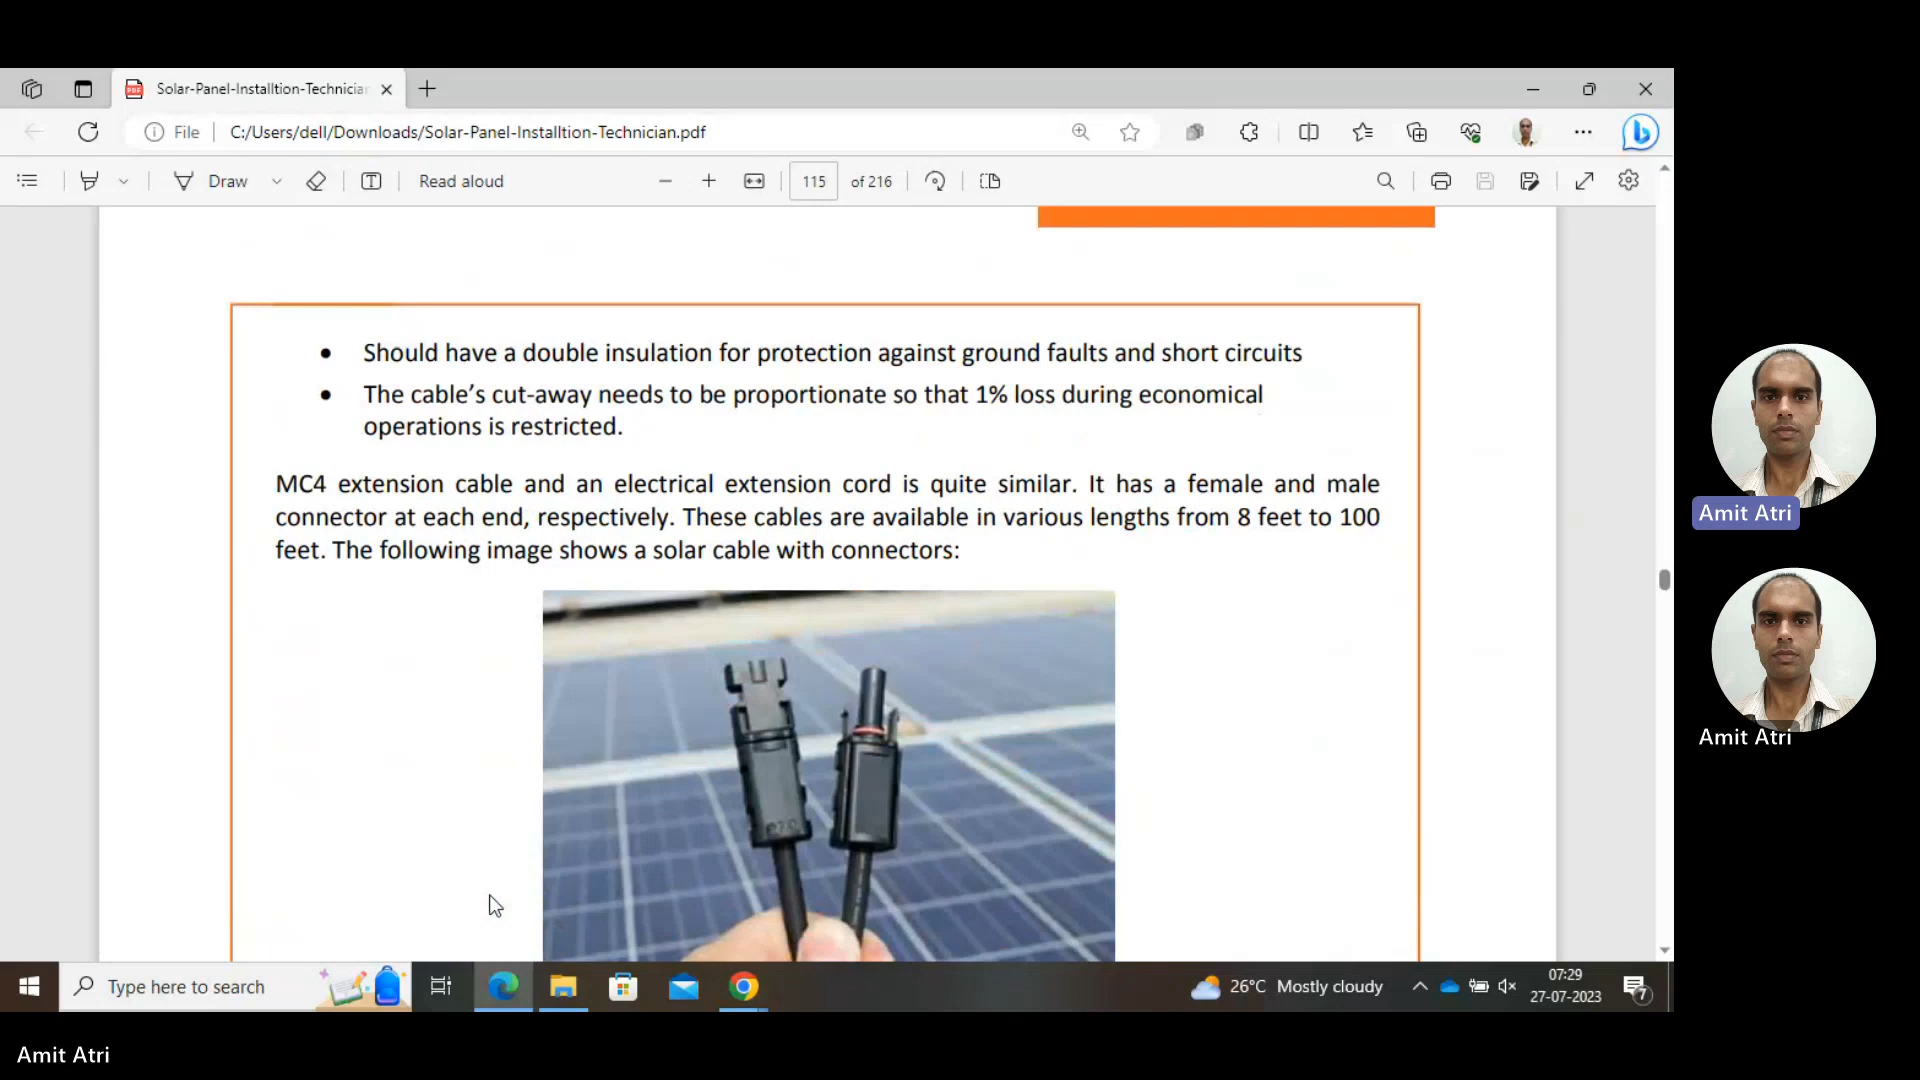 Solar-Panel-Installtion-Technician
File
C:/Users/dell/Downloads/Solar-Panel-Installtion-Technician.pdf
Draw
Read aloud
115
of 216
• Should have a double insulation for protection against ground faults and short circuits
• The cable’s cut-away needs to be proportionate so that 1% loss during economical
operations is restricted.
MC4 extension cable and an electrical extension cord is quite similar. It has a female and male
connector at each end, respectively. These cables are available in various lengths from 8 feet to 100
feet. The following image shows a solar cable with connectors:
Amit Atri
Amit Atri
Type here to search
26°C Mostly cloudy
07:29
27-07-2023
7
Amit Atri